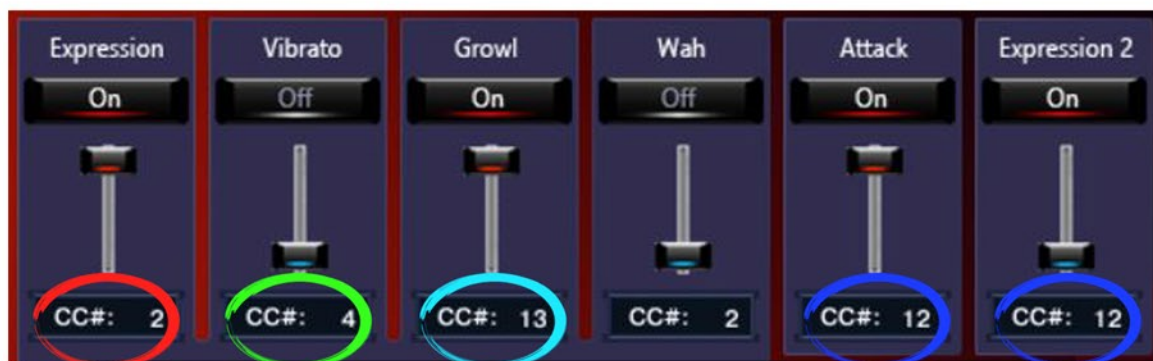 Expression Vibrato Growl Wah Attack Expression 2
On Off On Off On On
CC#: 2 CC#: 4 CC#: 13 CC#: 2 CC#: 12 CC#: 12